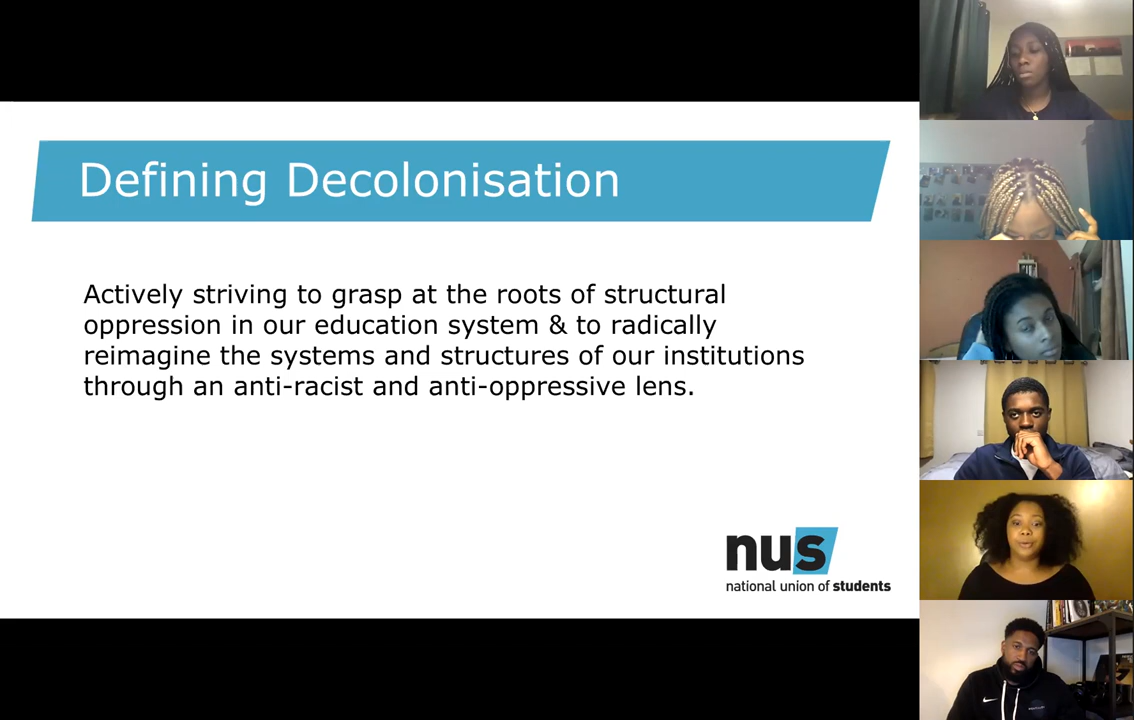 Defining Decolonisation
Actively striving to grasp at the roots of structural
oppression in our education system & to radically
reimagine the systems and structures of our institutions
through an anti-racist and anti-oppressive lens.
nus
national union of students